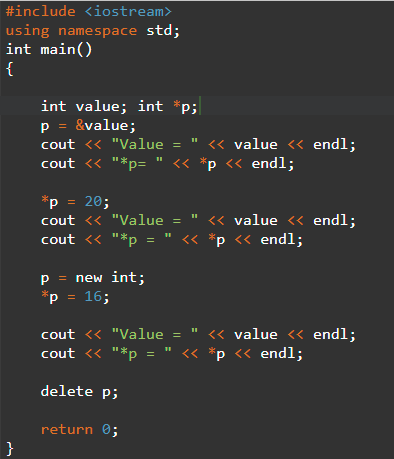 #include <iostream>
using namespace std;
int main()
{
int value; int *p;
p = &value;
cout << "Value = " << value << endl;
cout << "*p= " << *p << endl;
*p = 20;
cout << "Value = " << value << endl;
cout << "*p = " << *p << endl;
p = new int;
*p = 16;
cout << "Value = " << value << endl;
cout << "*p = " << *p << endl;
delete p;
return 0;
}